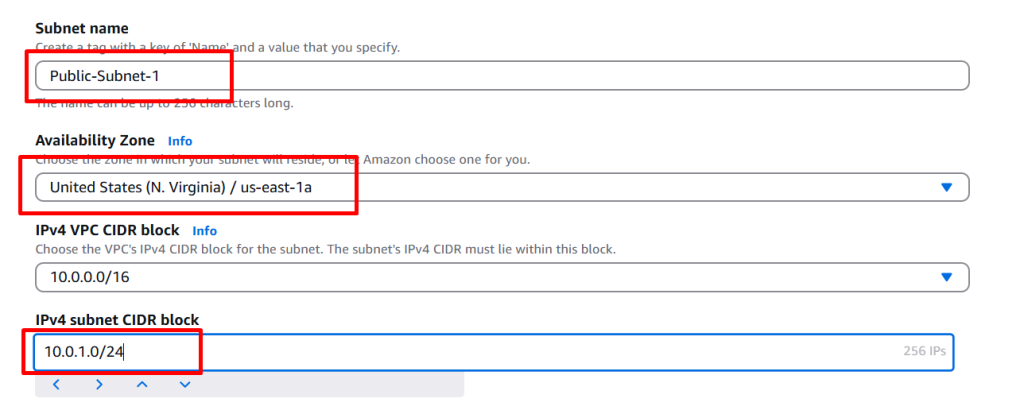 Subnet name
Create a tag with a key of 'Name' and a value that you specify.
Public-Subnet-1
The name can be up to 256 characters long.
Availability Zone Info
Choose the zone in which your subnet will reside, or let Amazon choose one for you.
United States (N. Virginia) / us-east-1a
IPv4 VPC CIDR block Info
Choose the VPC's IPv4 CIDR block for the subnet. The subnet's IPv4 CIDR must lie within this block.
10.0.0.0/16
IPv4 subnet CIDR block
10.0.1.0/24
256 IPs